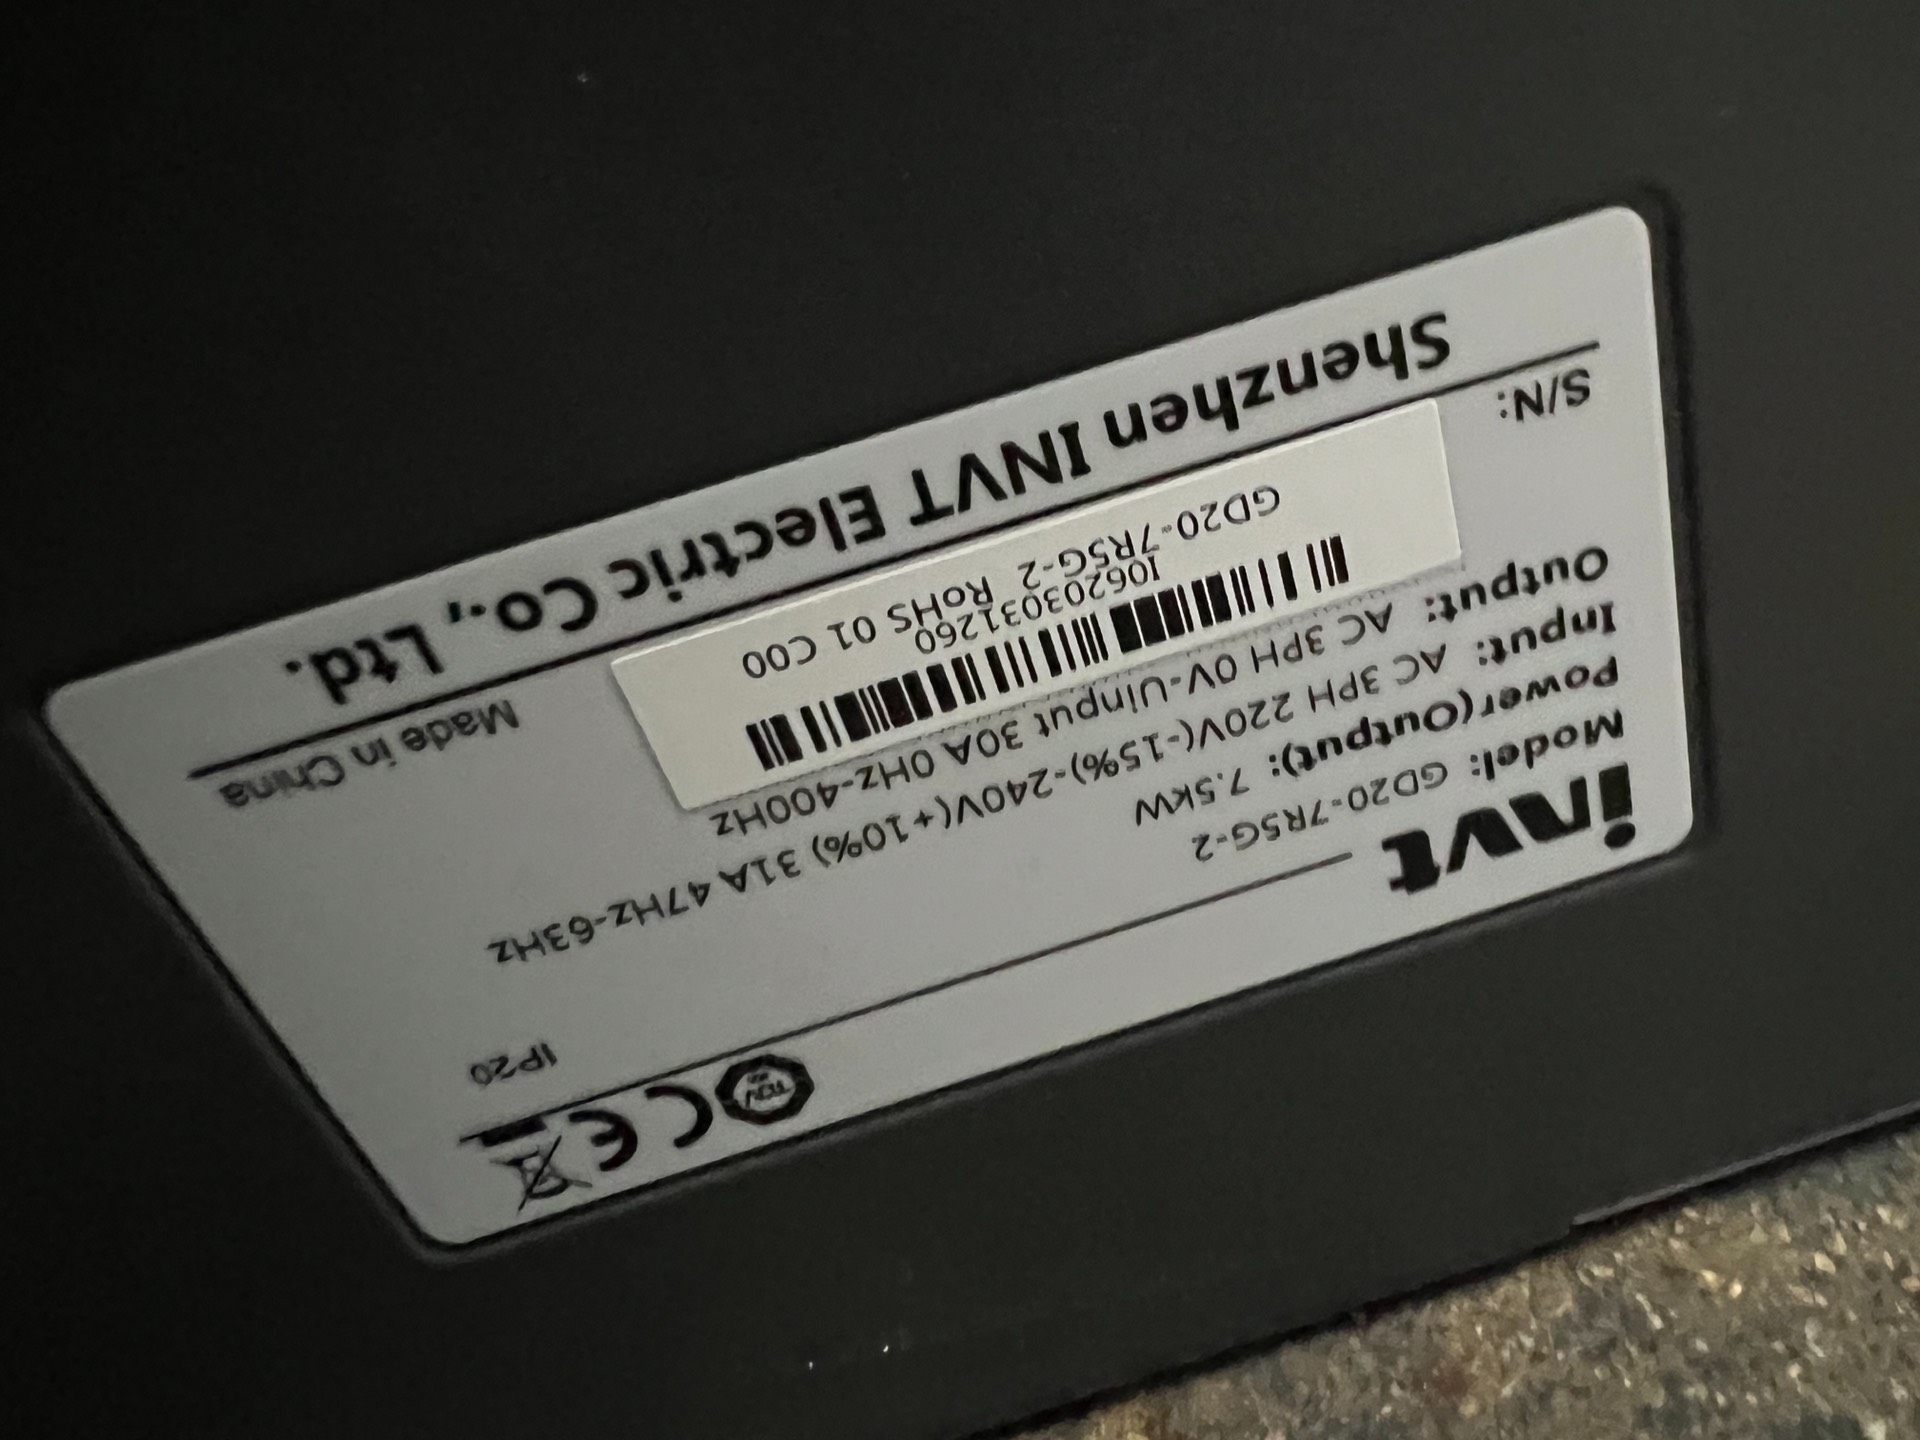 invt
TÜV CE
Model: GD20-7R5G-2
IP20
Power(Output): 7.5kW
Input: AC 3PH 220V(-15%)-240V(+10%) 31A 47Hz-63Hz
Output: AC 3PH 0V-Uinput 30A 0Hz-400Hz
S/N:
I06203031260
GD20-7R5G-2 RoHS 01 C00
Made in China
Shenzhen INVT Electric Co., Ltd.